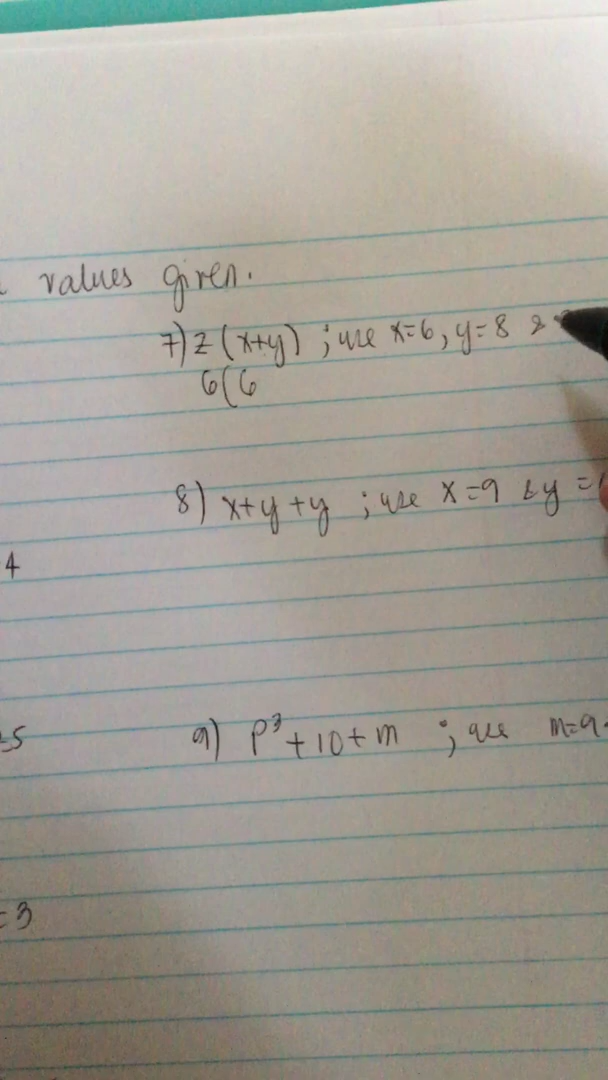 values given.
7) z (x+y) ; use x=6, y=8 &
6(6
8) x+y+y ; use x=9 & y =
4
=5
9) p³+10+m ; use m=9
=3